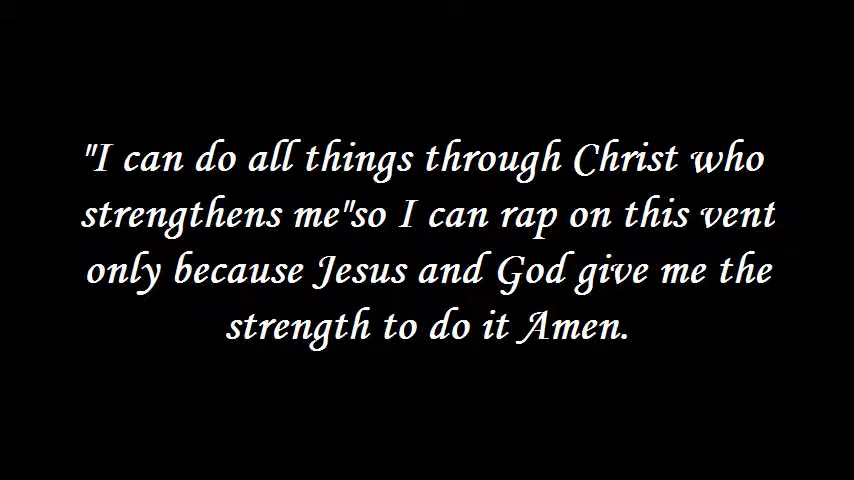 "I can do all things through Christ who
strengthens me"so I can rap on this vent
only because Jesus and God give me the
strength to do it Amen.